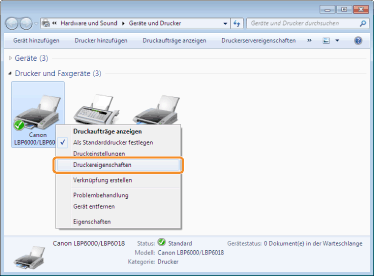 Hardware und Sound ▸ Geräte und Drucker
Geräte und Drucker durchsuchen
Gerät hinzufügen Drucker hinzufügen Druckaufträge anzeigen Druckerservereigenschaften »
Geräte (3)
Drucker und Faxgeräte (3)
Canon
LBP6000/LBP6018
Druckaufträge anzeigen
Als Standarddrucker festlegen
Druckeinstellungen
Druckereigenschaften
Verknüpfung erstellen
Problembehandlung
Gerät entfernen
Eigenschaften
Canon LBP6000/LBP6018 Status: Standard Gerätestatus: 0 Dokument(e) in der Warteschlange
Modell: Canon LBP6000/LBP6018
Kategorie: Drucker